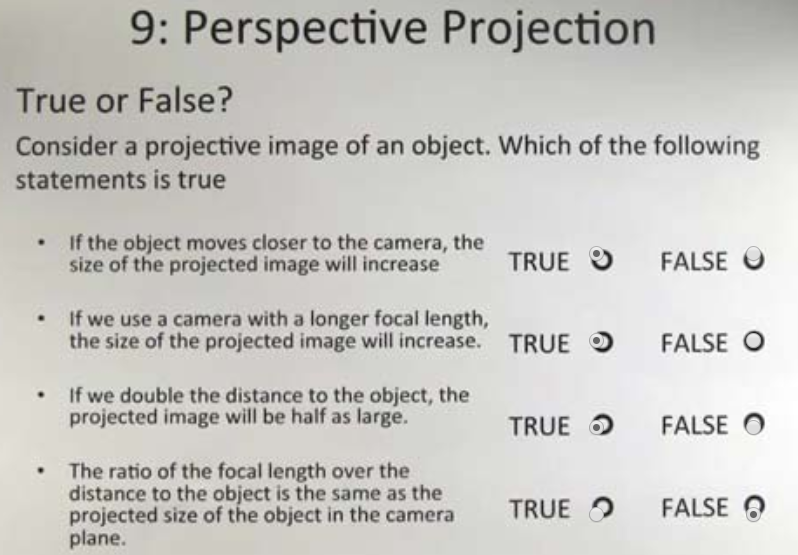 9: Perspective Projection
True or False?
Consider a projective image of an object. Which of the following
statements is true
• If the object moves closer to the camera, the
size of the projected image will increase
TRUE FALSE
• If we use a camera with a longer focal length,
the size of the projected image will increase.
TRUE FALSE
• If we double the distance to the object, the
projected image will be half as large.
TRUE FALSE
• The ratio of the focal length over the
distance to the object is the same as the
projected size of the object in the camera
plane.
TRUE FALSE